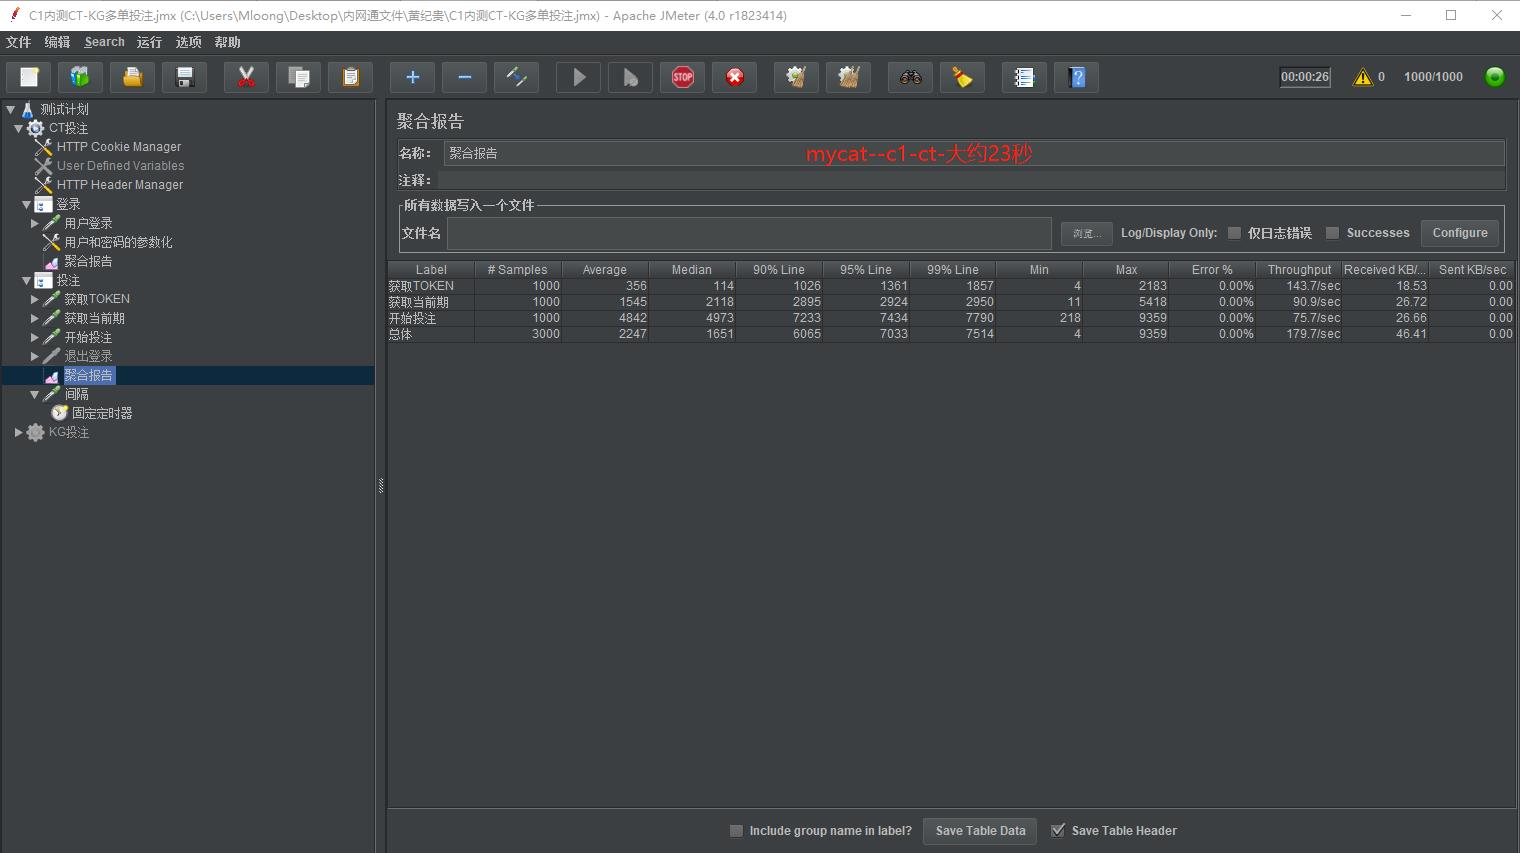 C1内测CT-KG多单投注.jmx (C:\Users\Mloong\Desktop\内网通文件\黄纪贵\C1内测CT-KG多单投注.jmx) - Apache JMeter (4.0 r1823414)
文件 编辑 Search 运行 选项 帮助
STOP 00:00:26 0 1000/1000
测试计划
CT投注
HTTP Cookie Manager
User Defined Variables
HTTP Header Manager
登录
用户登录
用户和密码的参数化
聚合报告
投注
获取TOKEN
获取当前期
开始投注
退出登录
聚合报告
间隔
固定定时器
KG投注
聚合报告
名称: 聚合报告 mycat--c1-ct-大约23秒
注释:
所有数据写入一个文件
文件名 浏览... Log/Display Only: 仅日志错误 Successes Configure
Label # Samples Average Median 90% Line 95% Line 99% Line Min Max Error % Throughput Received KB/... Sent KB/sec
获取TOKEN 1000 356 114 1026 1361 1857 4 2183 0.00% 143.7/sec 18.53 0.00
获取当前期 1000 1545 2118 2895 2924 2950 11 5418 0.00% 90.9/sec 26.72 0.00
开始投注 1000 4842 4973 7233 7434 7790 218 9359 0.00% 75.7/sec 26.66 0.00
总体 3000 2247 1651 6065 7033 7514 4 9359 0.00% 179.7/sec 46.41 0.00
Include group name in label? Save Table Data Save Table Header